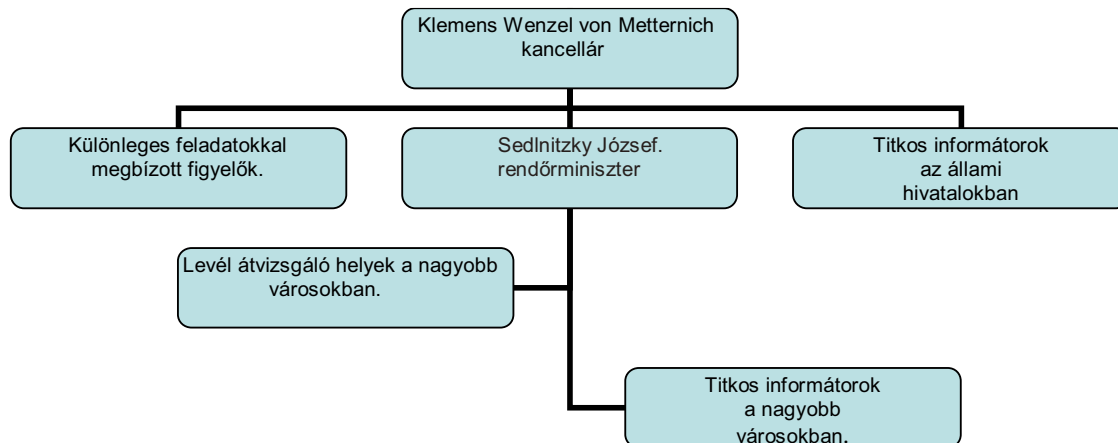 Klemens Wenzel von Metternich
kancellár
Különleges feladatokkal
megbízott figyelők.
Sedlnitzky József.
rendőrminiszter
Titkos informátorok
az állami
hivatalokban
Levél átvizsgáló helyek a nagyobb
városokban.
Titkos informátorok
a nagyobb
városokban.